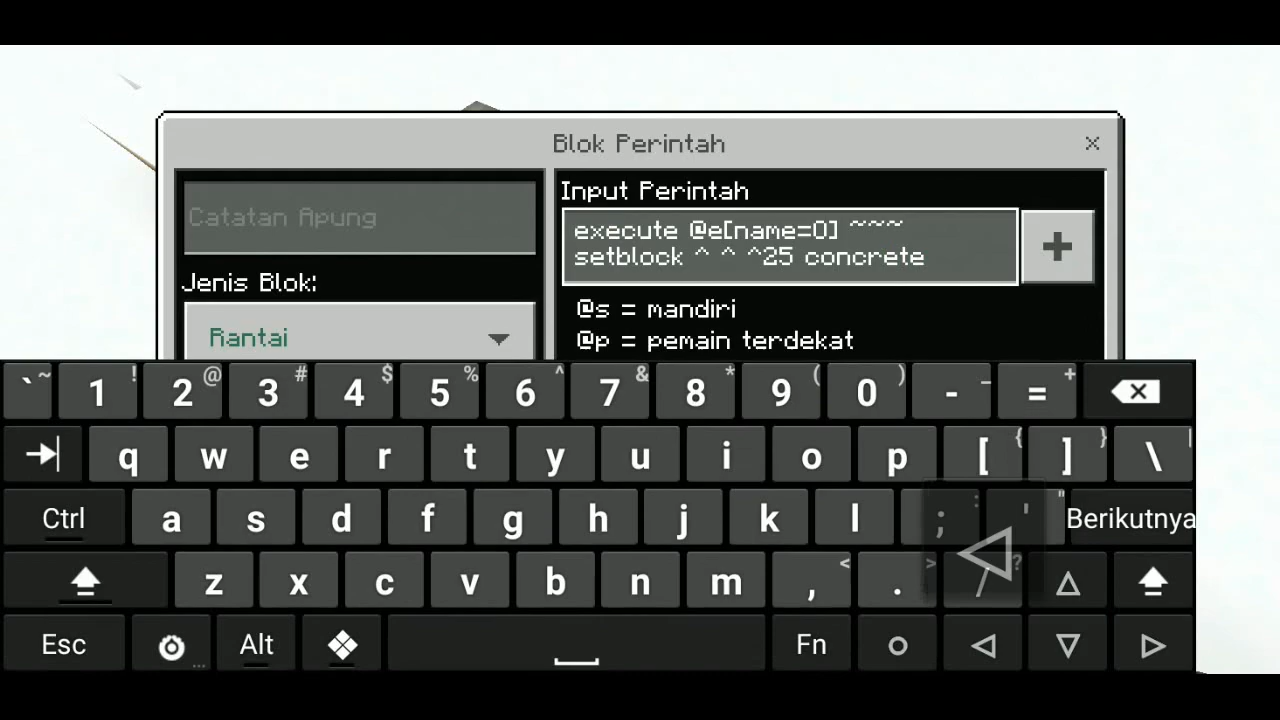 Blok Perintah
×
Catatan Apung
Jenis Blok:
Rantai
Input Perintah
execute @e[name=0] ~~~
setblock ^ ^ ^25 concrete
+
@s = mandiri
@p = pemain terdekat
` ~ 1 ! 2 @ 3 # 4 $ 5 % 6 ^ 7 & 8 * 9 ( 0 ) - _ = +
q w e r t y u i o p [ { ] } \ |
Ctrl a s d f g h j k l ; : ' " Berikutnya
z x c v b n m , < . > / ?
Esc ... Alt Fn